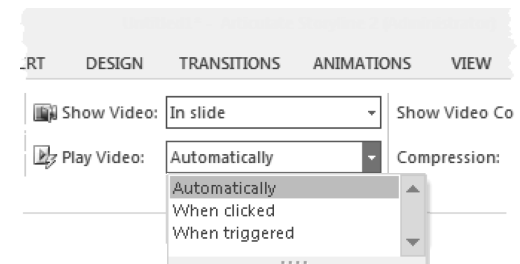 ERT DESIGN TRANSITIONS ANIMATIONS VIEW
Show Video: In slide Show Video Co
Play Video: Automatically Compression:
Automatically
When clicked
When triggered